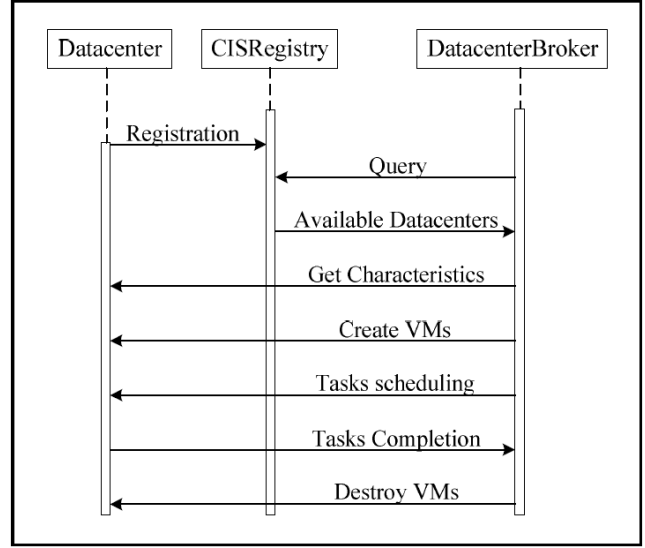 Datacenter
CISRegistry
DatacenterBroker
Registration
Query
Available Datacenters
Get Characteristics
Create VMs
Tasks scheduling
Tasks Completion
Destroy VMs